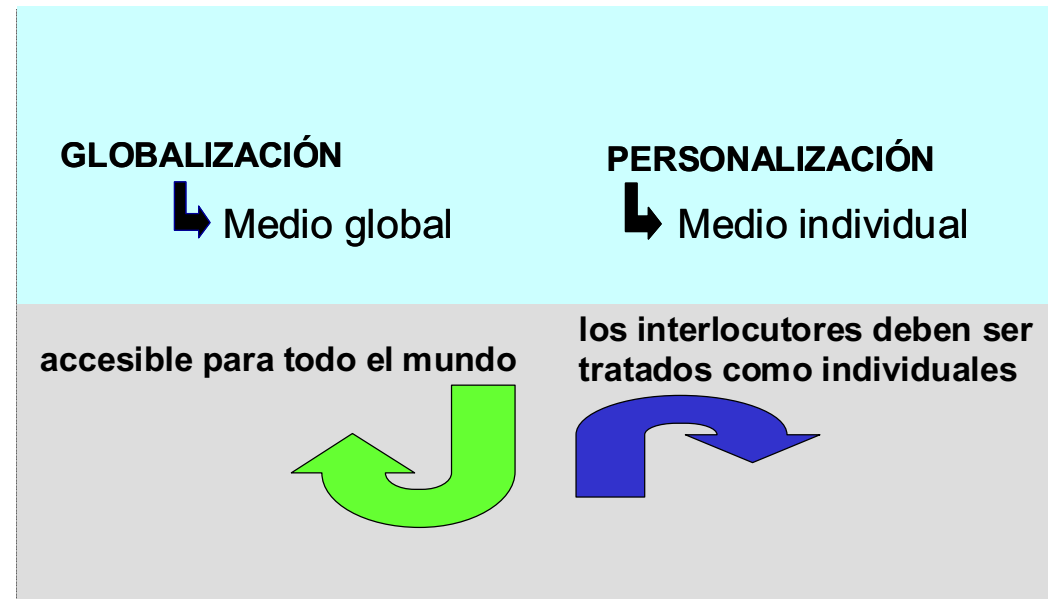 GLOBALIZACIÓN
Medio global
PERSONALIZACIÓN
Medio individual
accesible para todo el mundo
los interlocutores deben ser
tratados como individuales